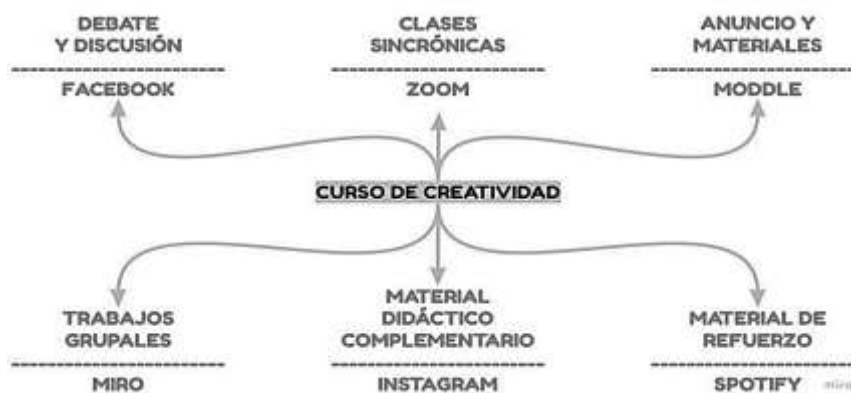 DEBATE
Y DISCUSIÓN
FACEBOOK
CLASES
SINCRÓNICAS
ZOOM
ANUNCIO Y
MATERIALES
MODDLE
CURSO DE CREATIVIDAD
TRABAJOS
GRUPALES
MIRO
MATERIAL
DIDÁCTICO
COMPLEMENTARIO
INSTAGRAM
MATERIAL DE
REFUERZO
SPOTIFY
miro